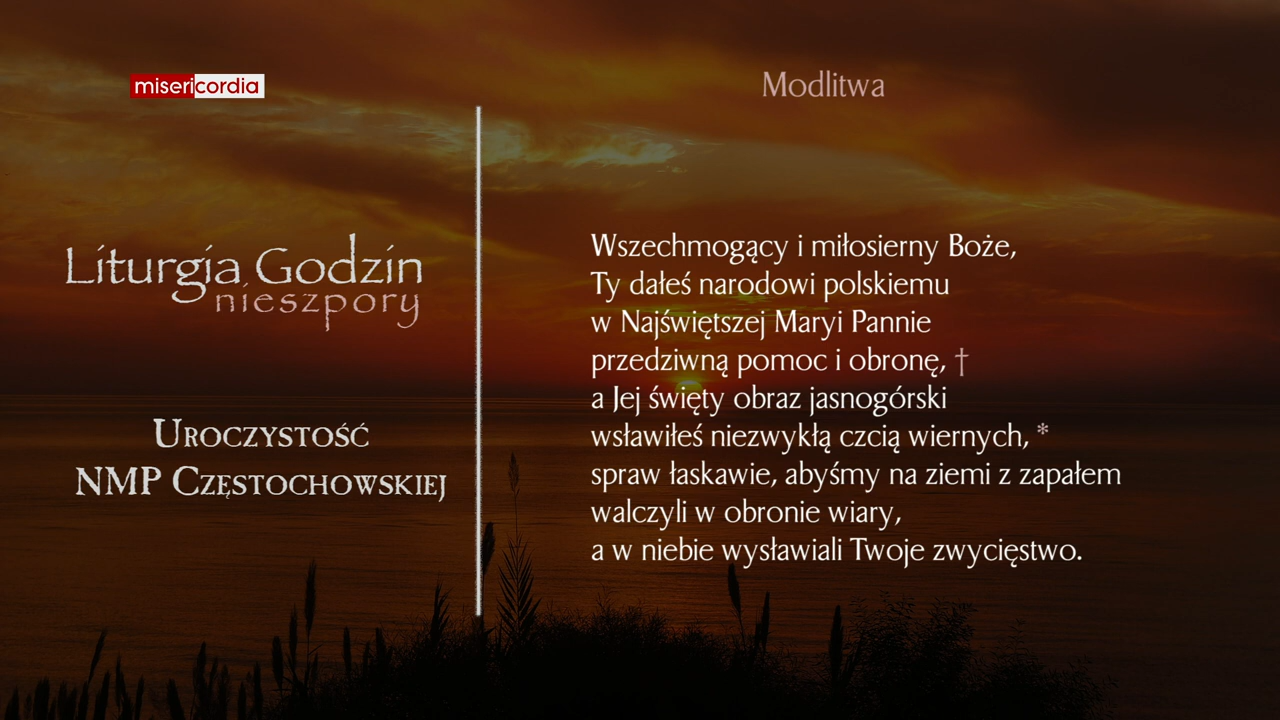 misericordia
Liturgia Godzin
nieszpory
Uroczystość
NMP Częstochowskiej
Modlitwa
Wszechmogący i miłosierny Boże,
Ty dałeś narodowi polskiemu
w Najświętszej Maryi Pannie
przedziwną pomoc i obronę, †
a Jej święty obraz jasnogórski
wsławiłeś niezwykłą czcią wiernych, *
spraw łaskawie, abyśmy na ziemi z zapałem
walczyli w obronie wiary,
a w niebie wysławiali Twoje zwycięstwo.